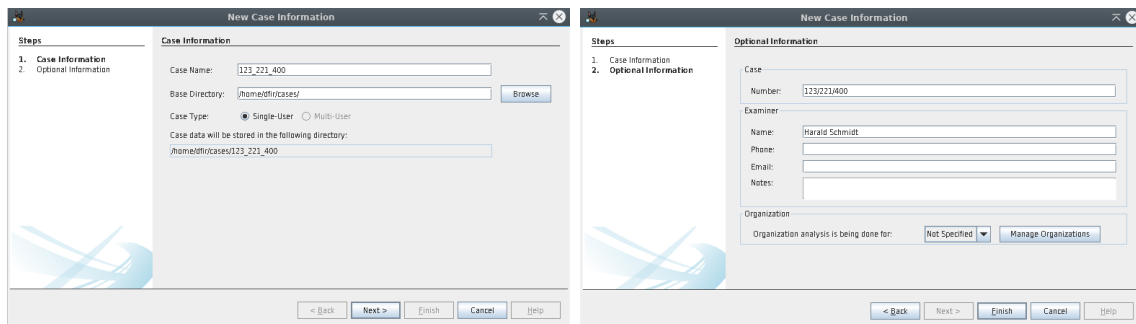 New Case Information
Steps
1. Case Information
2. Optional Information
Case Information
Case Name: 123_221_400
Base Directory: /home/dfir/cases/ Browse
Case Type: Single-User Multi-User
Case data will be stored in the following directory:
/home/dfir/cases/123_221_400
< Back Next > Finish Cancel Help
New Case Information
Steps
1. Case Information
2. Optional Information
Optional Information
Case
Number: 123/221/400
Examiner
Name: Harald Schmidt
Phone:
Email:
Notes:
Organization
Organization analysis is being done for: Not Specified Manage Organizations
< Back Next > Finish Cancel Help